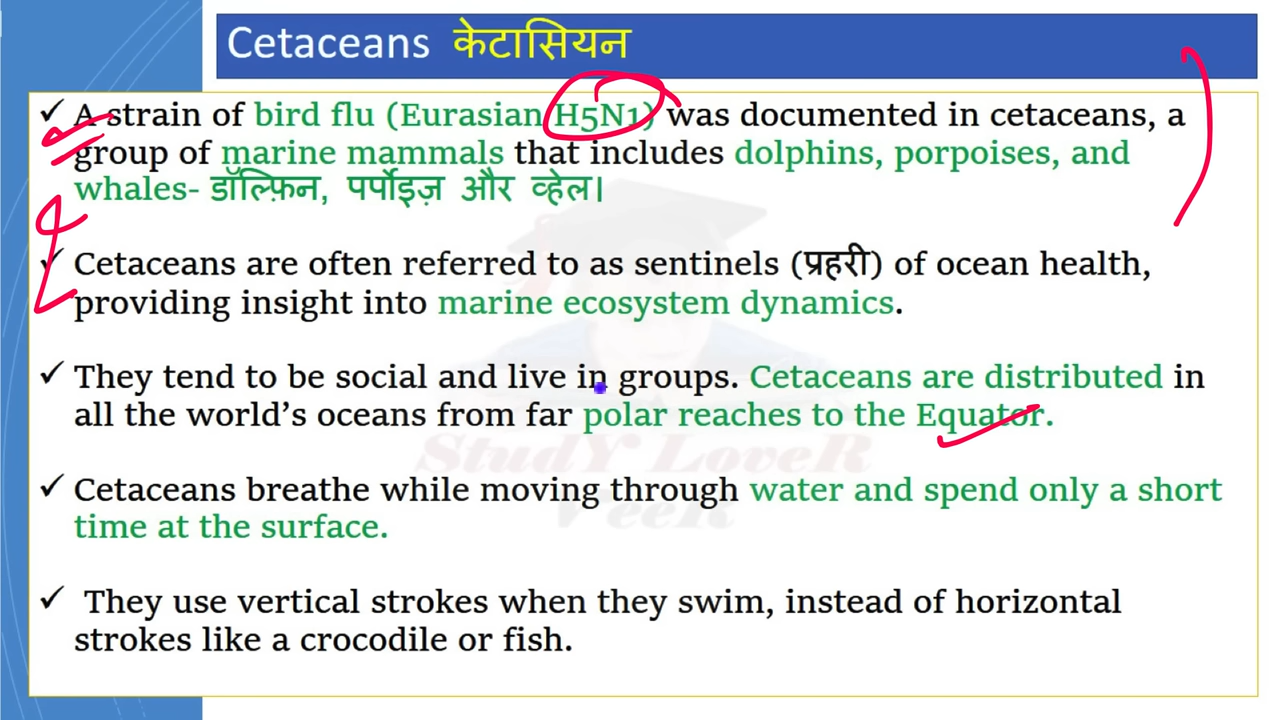 Cetaceans केटासियन
✓ A strain of bird flu (Eurasian H5N1) was documented in cetaceans, a
group of marine mammals that includes dolphins, porpoises, and
whales- डॉल्फ़िन, पर्पोइज़ और व्हेल।
✓ Cetaceans are often referred to as sentinels (प्रहरी) of ocean health,
providing insight into marine ecosystem dynamics.
✓ They tend to be social and live in groups. Cetaceans are distributed in
all the world’s oceans from far polar reaches to the Equator.
StudY LoveR
✓ Cetaceans breathe while moving through water and spend only a short
VeeR
time at the surface.
✓ They use vertical strokes when they swim, instead of horizontal
strokes like a crocodile or fish.